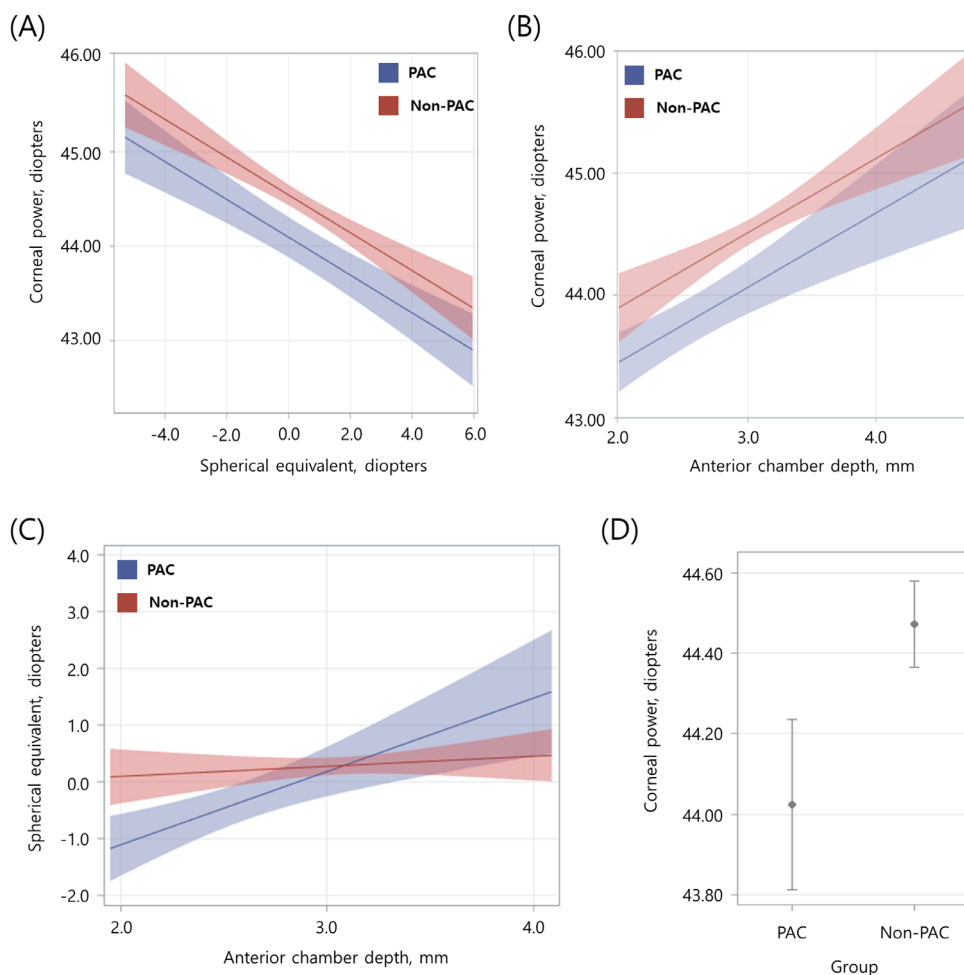 (A)
46.00
45.00
44.00
43.00
Corneal power, diopters
PAC
Non-PAC
-4.0 -2.0 0.0 2.0 4.0 6.0
Spherical equivalent, diopters
(B)
46.00
45.00
44.00
43.00
Corneal power, diopters
PAC
Non-PAC
2.0 3.0 4.0
Anterior chamber depth, mm
(C)
4.0
3.0
2.0
1.0
0.0
-1.0
-2.0
Spherical equivalent, diopters
PAC
Non-PAC
2.0 3.0 4.0
Anterior chamber depth, mm
(D)
44.60
44.40
44.20
44.00
43.80
Corneal power, diopters
PAC Non-PAC
Group